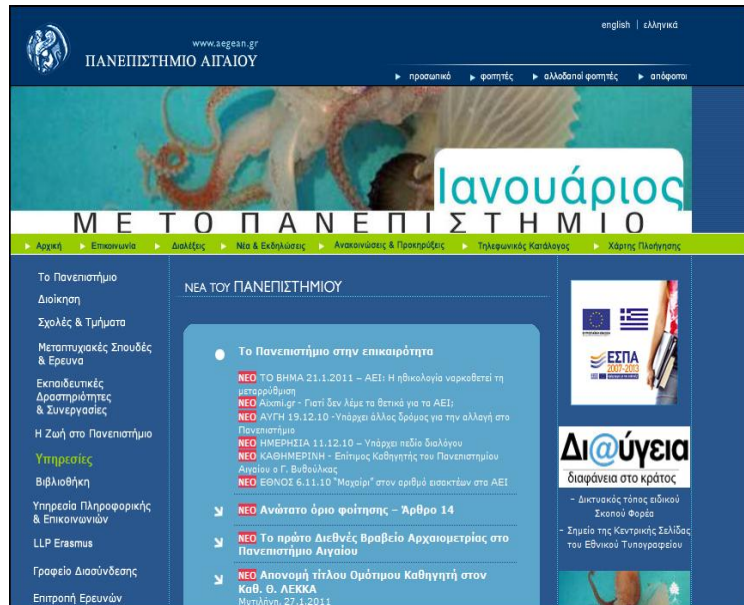 english | ελληνικά
www.aegean.gr
ΠΑΝΕΠΙΣΤΗΜΙΟ ΑΙΓΑΙΟΥ
προσωπικό φοιτητές αλλοδαποί φοιτητές απόφοιτοι
Ιανουάριος
ΜΕ ΤΟ ΠΑΝΕΠΙΣΤΗΜΙΟ
Αρχική Επικοινωνία Διαλέξεις Νέα & Εκδηλώσεις Ανακοινώσεις & Προκηρύξεις Τηλεφωνικός Κατάλογος Χάρτης Πλοήγησης
Το Πανεπιστήμιο
Διοίκηση
Σχολές & Τμήματα
Μεταπτυχιακές Σπουδές
& Έρευνα
Εκπαιδευτικές
Δραστηριότητες
& Συνεργασίες
Η Ζωή στο Πανεπιστήμιο
Υπηρεσίες
Βιβλιοθήκη
Υπηρεσία Πληροφορικής
& Επικοινωνιών
LLP Erasmus
Γραφείο Διασύνδεσης
Επιτροπή Ερευνών
ΝΕΑ ΤΟΥ ΠΑΝΕΠΙΣΤΗΜΙΟΥ
Το Πανεπιστήμιο στην επικαιρότητα
ΝΕΟ ΤΟ ΒΗΜΑ 21.1.2011 – ΑΕΙ: Η ηθικολογία ναρκοθετεί τη
μεταρρύθμιση
ΝΕΟ Aixmi.gr - Γιατί δεν λέμε τα θετικά για τα ΑΕΙ;
ΝΕΟ ΑΥΓΗ 19.12.10 -Υπάρχει άλλος δρόμος για την αλλαγή στο
Πανεπιστήμιο
ΝΕΟ ΗΜΕΡΗΣΙΑ 11.12.10 – Υπάρχει πεδίο διαλόγου
ΝΕΟ ΚΑΘΗΜΕΡΙΝΗ - Επίτιμος Καθηγητής του Πανεπιστημίου
Αιγαίου ο Γ. Βυθούλκας
ΝΕΟ ΕΘΝΟΣ 6.11.10 "Μαχαίρι" στον αριθμό εισακτέων στα ΑΕΙ
ΝΕΟ Ανώτατο όριο φοίτησης – Άρθρο 14
ΝΕΟ Το πρώτο Διεθνές Βραβείο Αρχαιομετρίας στο
Πανεπιστήμιο Αιγαίου
ΝΕΟ Απονομή τίτλου Ομότιμου Καθηγητή στον
Καθ. Θ. ΛΕΚΚΑ
Μυτιλήνη, 27.1.2011
ΕΣΠΑ
2007-2013
Δι@ύγεια
διαφάνεια στο κράτος
- Δικτυακός τόπος ειδικού
Σκοπού Φορέα
- Σημείο της Κεντρικής Σελίδας
του Εθνικού Τυπογραφείου